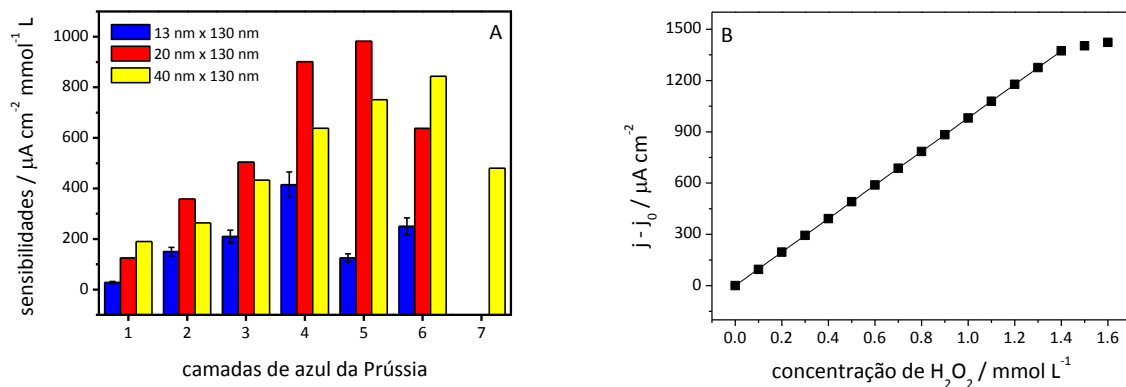 A
13 nm x 130 nm
20 nm x 130 nm
40 nm x 130 nm
sensibilidades / µA cm⁻² mmol⁻¹ L
1000
800
600
400
200
0
1 2 3 4 5 6 7
camadas de azul da Prússia
B
j - j₀ / µA cm⁻²
1500
1200
900
600
300
0
0.0 0.2 0.4 0.6 0.8 1.0 1.2 1.4 1.6
concentração de H₂O₂ / mmol L⁻¹